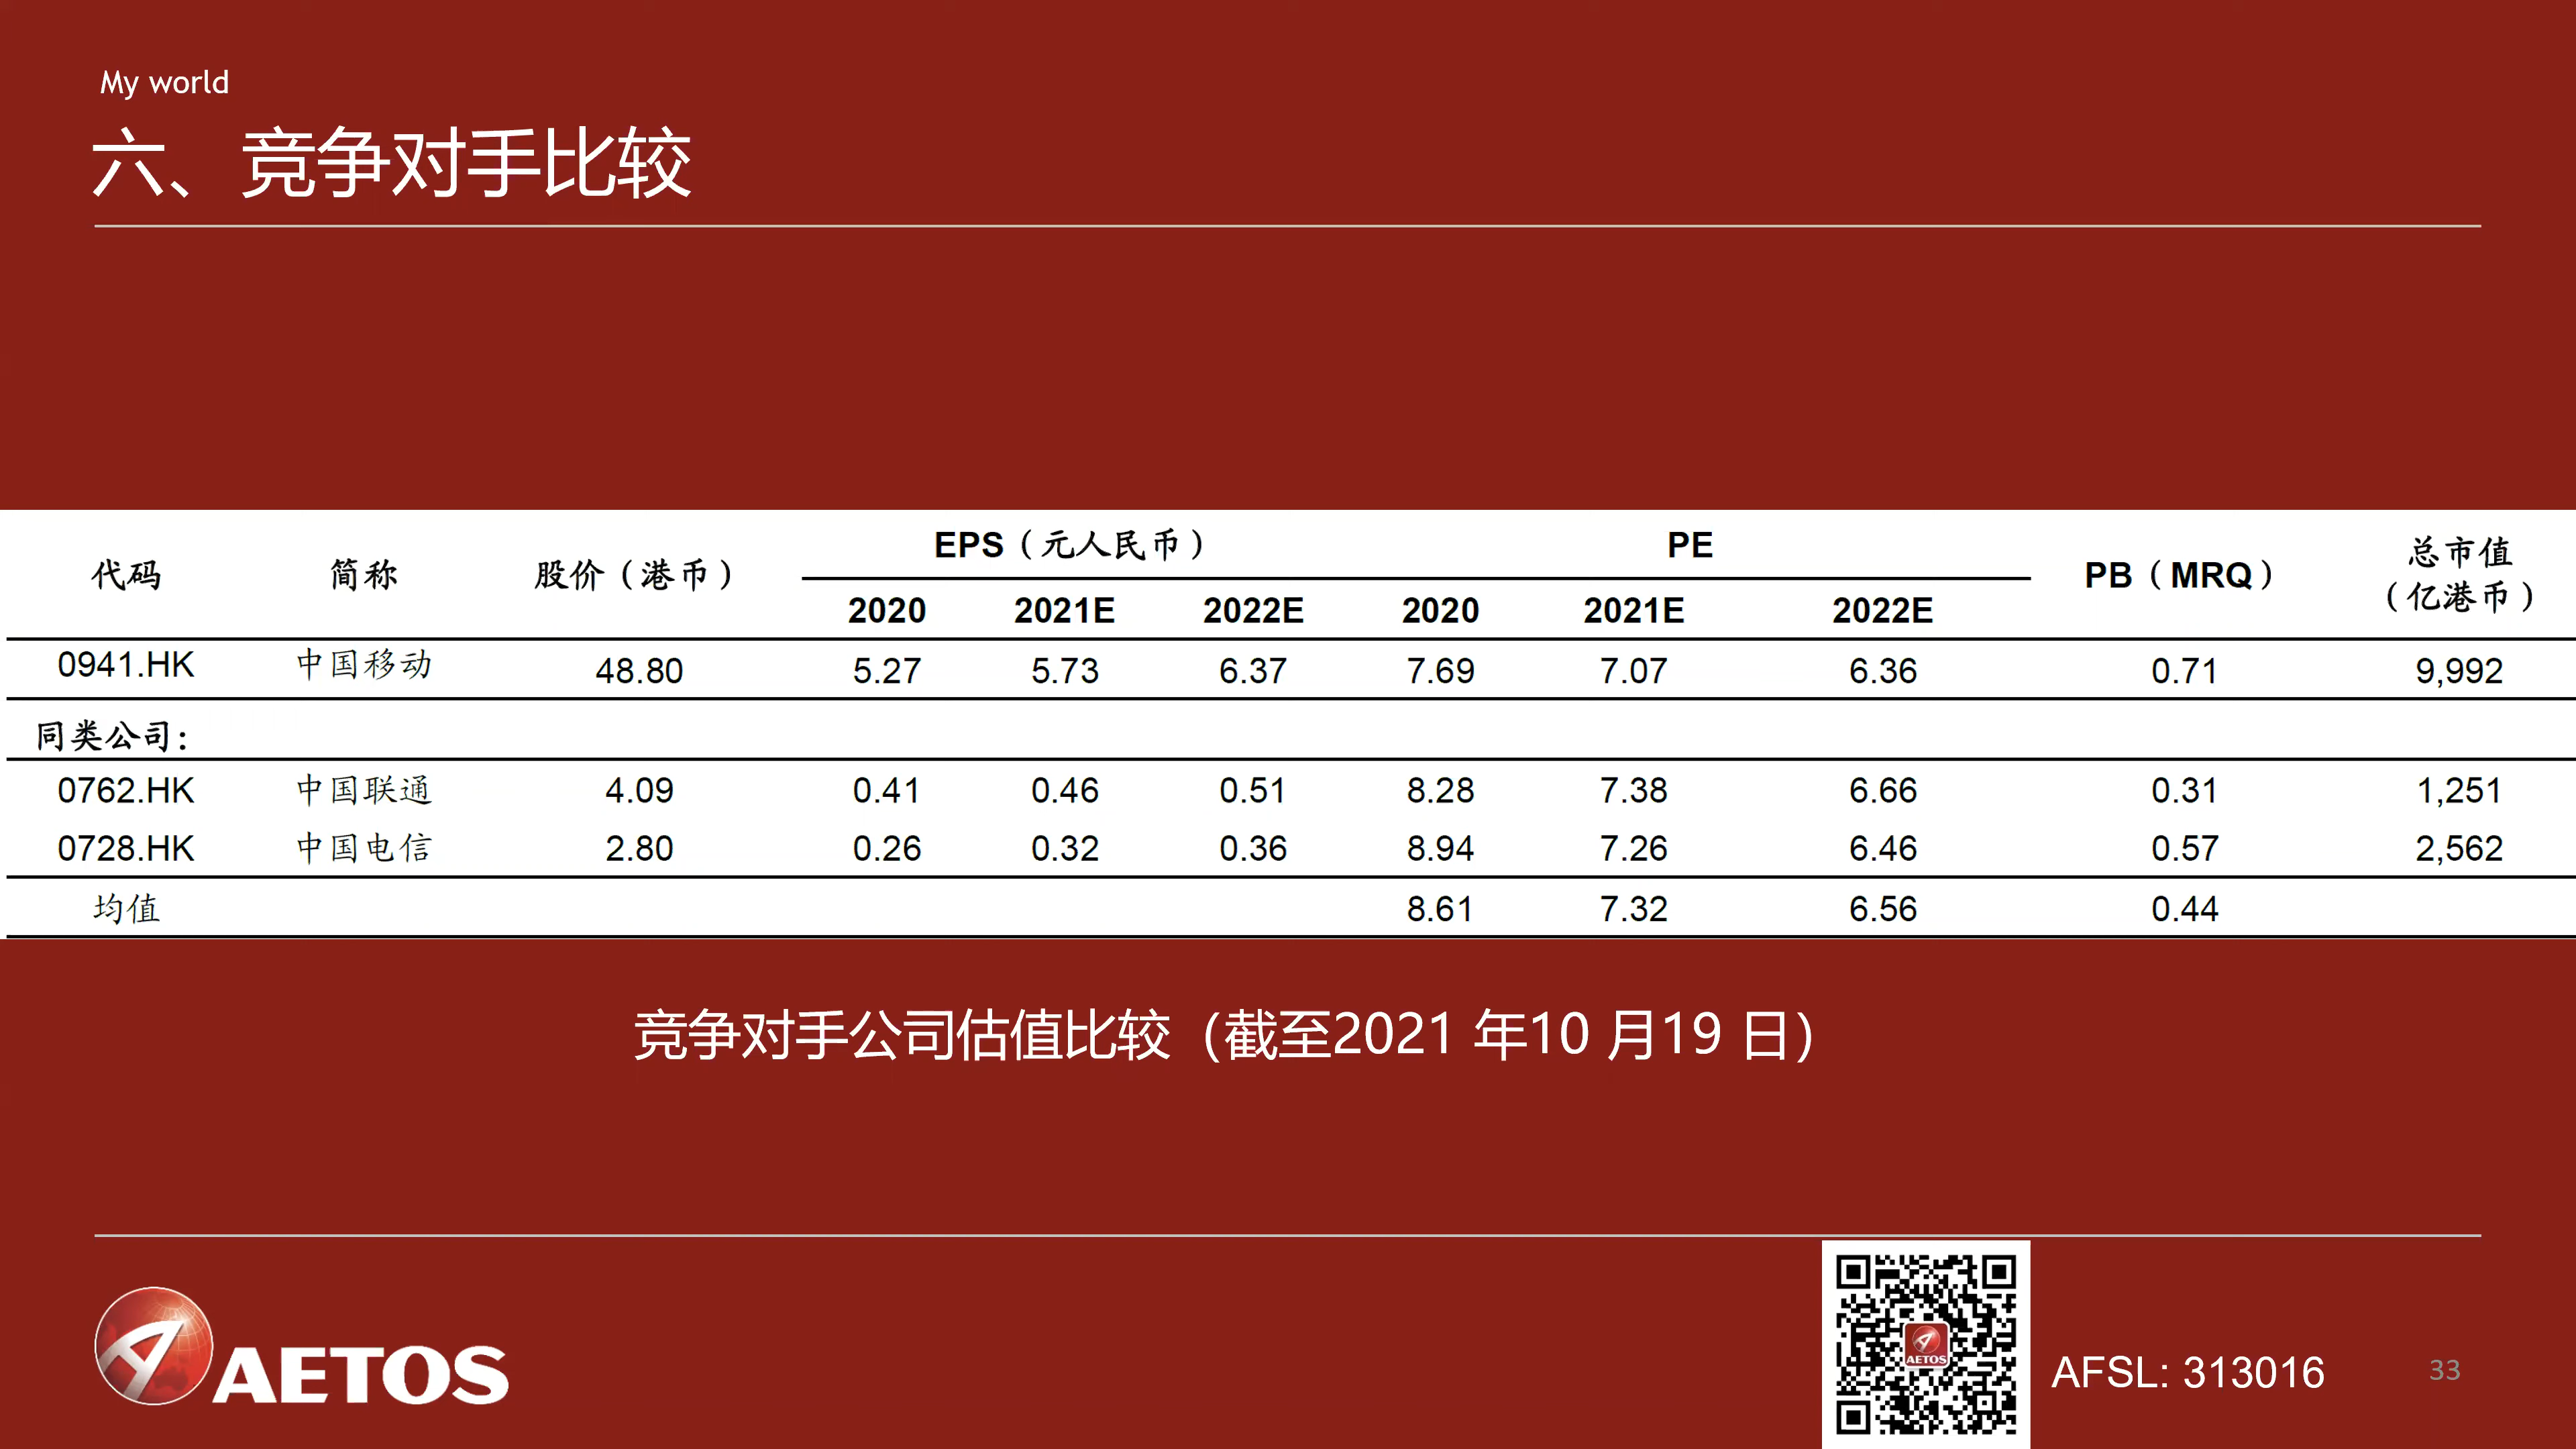 My world
六、竞争对手比较
代码 简称 股价（港币） EPS（元人民币） PE PB（MRQ） 总市值（亿港币）
2020 2021E 2022E 2020 2021E 2022E
0941.HK 中国移动 48.80 5.27 5.73 6.37 7.69 7.07 6.36 0.71 9,992
同类公司：
0762.HK 中国联通 4.09 0.41 0.46 0.51 8.28 7.38 6.66 0.31 1,251
0728.HK 中国电信 2.80 0.26 0.32 0.36 8.94 7.26 6.46 0.57 2,562
均值 8.61 7.32 6.56 0.44
竞争对手公司估值比较（截至2021 年10 月19 日）
AETOS
AETOS
AFSL: 313016
33